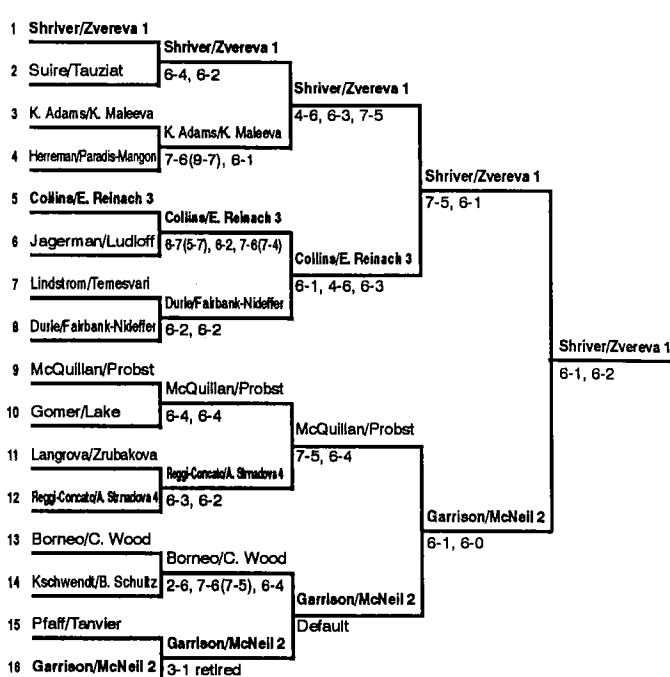 1 Shriver/Zvereva 1
Shriver/Zvereva 1
2 Suire/Tauziat
6-4, 6-2
Shriver/Zvereva 1
4-6, 6-3, 7-5
3 K. Adams/K. Maleeva
K. Adams/K. Maleeva
4 Herreman/Paradis-Mangon
7-6(9-7), 6-1
Shriver/Zvereva 1
7-5, 6-1
5 Collins/E. Reinach 3
Collins/E. Reinach 3
6 Jagerman/Ludloff
6-7(5-7), 6-2, 7-6(7-4)
Collins/E. Reinach 3
6-1, 4-6, 6-3
7 Lindstrom/Temesvari
Durie/Fairbank-Nideffer
8 Durie/Fairbank-Nideffer
6-2, 6-2
Shriver/Zvereva 1
6-1, 6-2
9 McQuillan/Probst
McQuillan/Probst
10 Gomer/Lake
6-4, 6-4
McQuillan/Probst
7-5, 6-4
11 Langrova/Zrubakova
Reggi-Concato/A. Strnadova 4
12 Reggi-Concato/A. Strnadova 4
6-3, 6-2
Garrison/McNeil 2
6-1, 6-0
13 Borneo/C. Wood
Borneo/C. Wood
14 Kschwendt/B. Schultz
2-6, 7-6(7-5), 6-4
Garrison/McNeil 2
Default
15 Pfaff/Tanvier
Garrison/McNeil 2
16 Garrison/McNeil 2
3-1 retired